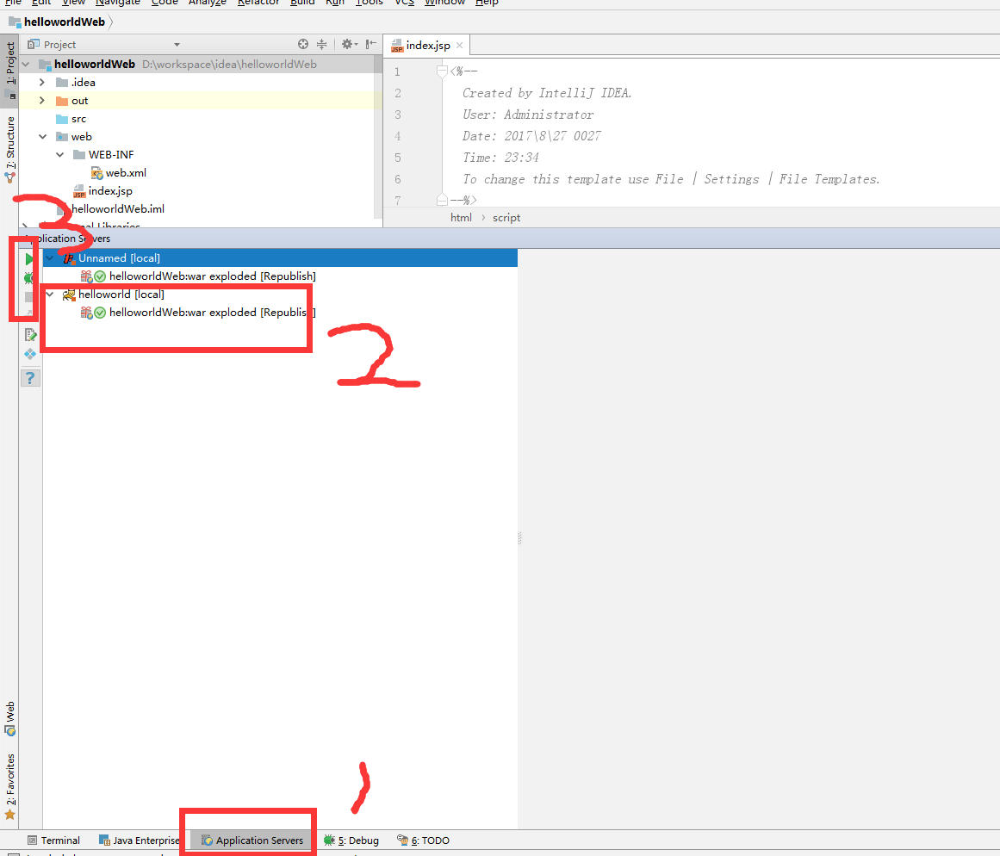 File Edit View Navigate Code Analyze Refactor Build Run Tools VCS Window Help
helloworldWeb
1: Project
7: Structure
Web
2: Favorites
Project
helloworldWeb D:\workspace\idea\helloworldWeb
.idea
out
src
web
WEB-INF
web.xml
index.jsp
helloworldWeb.iml
index.jsp
1 <%--
2 Created by IntelliJ IDEA.
3 User: Administrator
4 Date: 2017\8\27 0027
5 Time: 23:34
6 To change this template use File | Settings | File Templates.
7 --%>
html › script
Application Servers
3
Unnamed [local]
helloworldWeb:war exploded [Republish]
helloworld [local]
helloworldWeb:war exploded [Republish]
2
?
1
Terminal Java Enterprise Application Servers 5: Debug 6: TODO